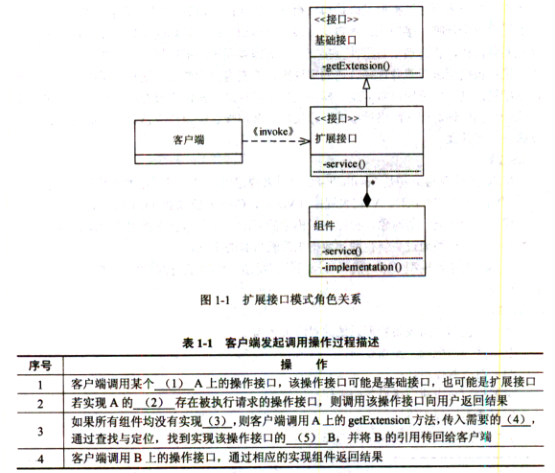 <<接口>>
基础接口
-getExtension()
<<接口>>
扩展接口
-service()
客户端
《invoke》
*
组件
-service()
-implementation()
图 1-1 扩展接口模式角色关系
表 1-1 客户端发起调用操作过程描述
序号 操 作
1 客户端调用某个 (1) A 上的操作接口，该操作接口可能是基础接口，也可能是扩展接口
2 若实现 A 的 (2) 存在被执行请求的操作接口，则调用该操作接口向用户返回结果
3 如果所有组件均没有实现 (3) ,则客户端调用 A 上的 getExtension 方法，传入需要的 (4) ，
通过查找与定位，找到实现该操作接口的 (5) B，并将 B 的引用传回给客户端
4 客户端调用 B 上的操作接口，通过相应的实现组件返回结果